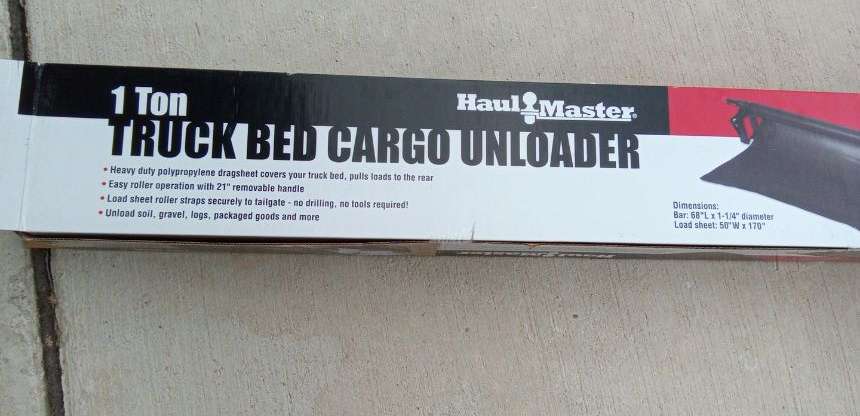 1 Ton
Haul Master®
TRUCK BED CARGO UNLOADER
• Heavy duty polypropylene dragsheet covers your truck bed, pulls loads to the rear
• Easy roller operation with 21" removable handle
• Load sheet roller straps securely to tailgate - no drilling, no tools required!
• Unload soil, gravel, logs, packaged goods and more
Dimensions:
Bar: 68"L x 1-1/4" diameter
Load sheet: 50"W x 170"
Haul Master